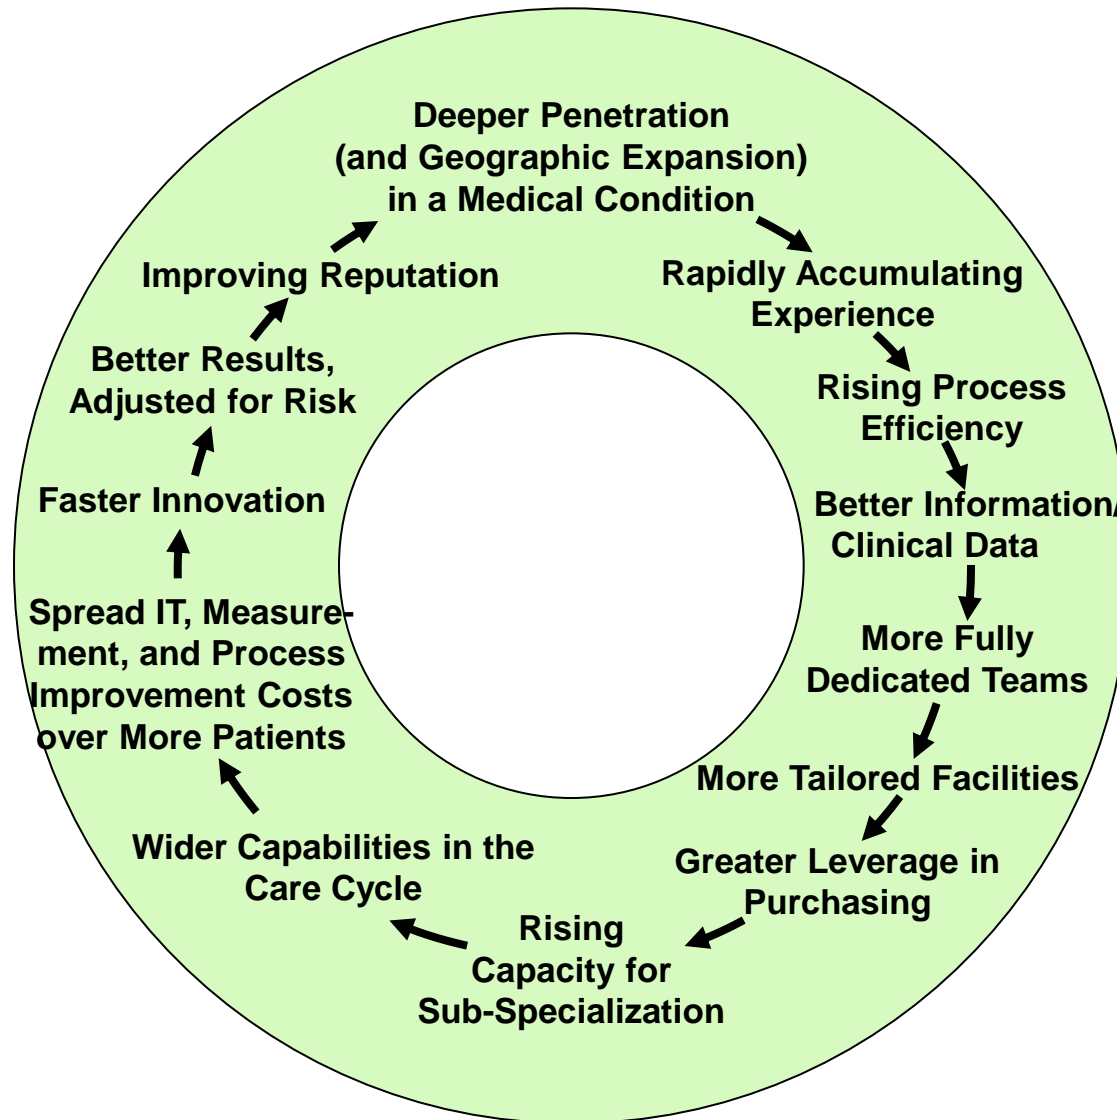 Deeper Penetration
(and Geographic Expansion)
in a Medical Condition
Rapidly Accumulating
Experience
Rising Process
Efficiency
Better Information/
Clinical Data
More Fully
Dedicated Teams
More Tailored Facilities
Greater Leverage in
Purchasing
Rising
Capacity for
Sub-Specialization
Wider Capabilities in the
Care Cycle
Spread IT, Measure-
ment, and Process
Improvement Costs
over More Patients
Faster Innovation
Better Results,
Adjusted for Risk
Improving Reputation